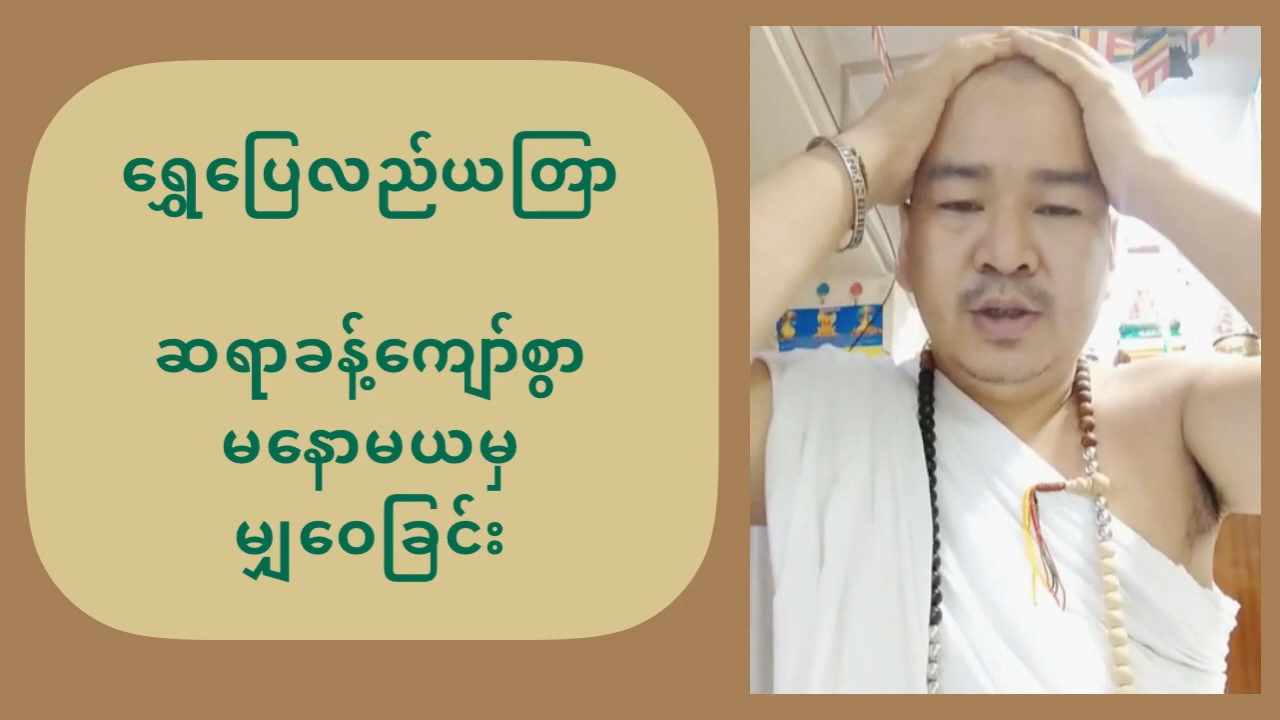 ရွှေပြေလည်ယတြာ
ဆရာခန့်ကျော်စွာ
မနောမယမှ
မျှဝေခြင်း